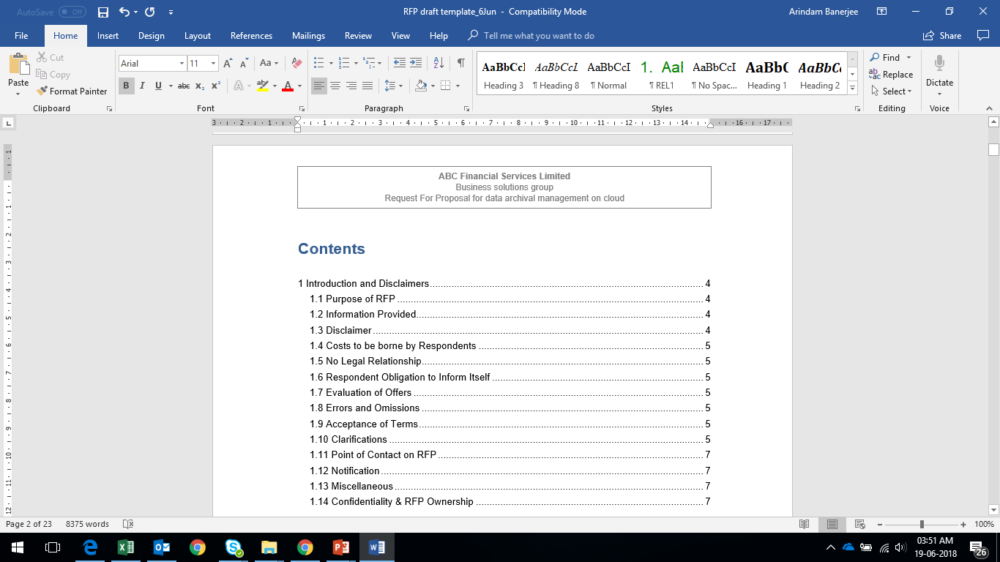 AutoSave Off
RFP draft template_6Jun - Compatibility Mode
Arindam Banerjee
File Home Insert Design Layout References Mailings Review View Help Tell me what you want to do Share
Paste
Cut
Copy
Format Painter
Clipboard
Arial 11
B I U abc x₂ x²
Font
Paragraph
AaBbCcI AaBbCcI AaBbCcI 1. AaB AaBbCcI AaBbC AaBbCc
Heading 3 ¶ Heading 8 ¶ Normal ¶ REL1 ¶ No Spac... Heading 1 Heading 2
Styles
Find
Replace
Select
Editing
Dictate
Voice
3 2 1 1 2 3 4 5 6 7 8 9 10 11 12 13 14 16 17
ABC Financial Services Limited
Business solutions group
Request For Proposal for data archival management on cloud
Contents
1 Introduction and Disclaimers 4
1.1 Purpose of RFP 4
1.2 Information Provided 4
1.3 Disclaimer 4
1.4 Costs to be borne by Respondents 5
1.5 No Legal Relationship 5
1.6 Respondent Obligation to Inform Itself 5
1.7 Evaluation of Offers 5
1.8 Errors and Omissions 5
1.9 Acceptance of Terms 5
1.10 Clarifications 5
1.11 Point of Contact on RFP 7
1.12 Notification 7
1.13 Miscellaneous 7
1.14 Confidentiality & RFP Ownership 7
Page 2 of 23 8375 words
100%
03:51 AM
19-06-2018
26